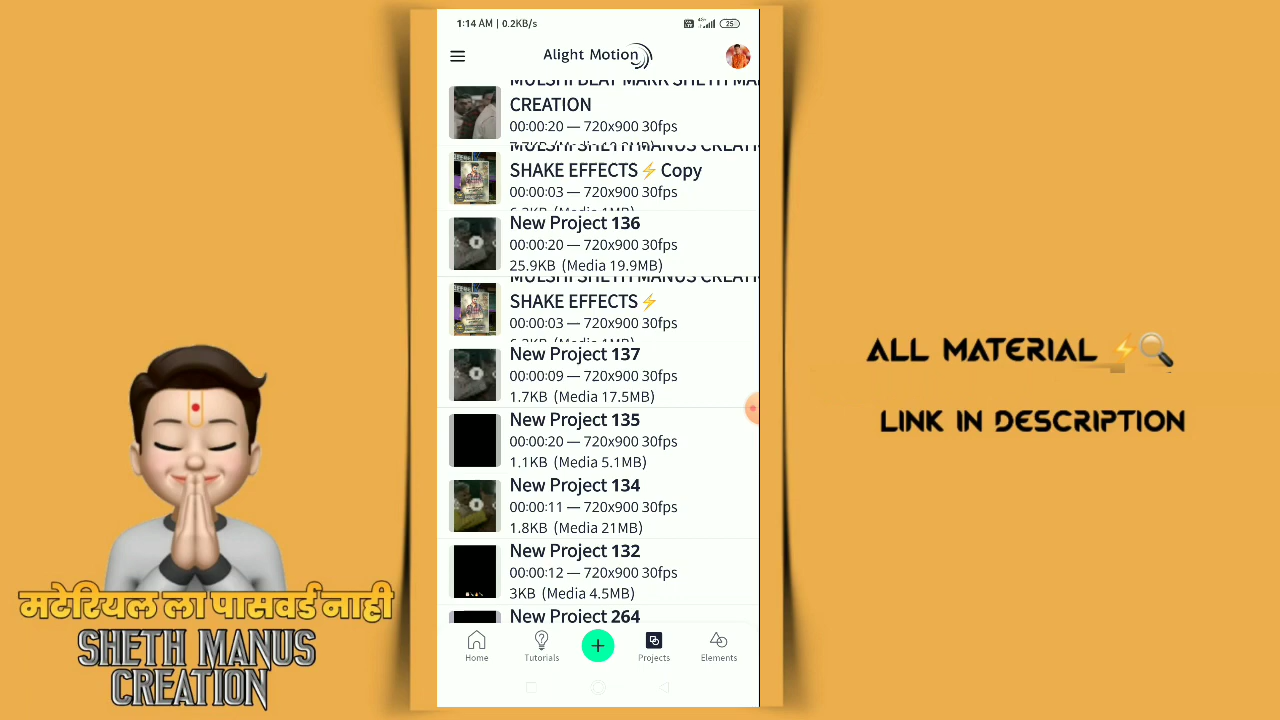 1:14 AM | 0.2KB/s
25
Alight Motion
CREATION
00:00:20 — 720x900 30fps
SHAKE EFFECTS⚡Copy
00:00:03 — 720x900 30fps
New Project 136
00:00:20 — 720x900 30fps
25.9KB (Media 19.9MB)
SHAKE EFFECTS⚡
00:00:03 — 720x900 30fps
New Project 137
00:00:09 — 720x900 30fps
1.7KB (Media 17.5MB)
New Project 135
00:00:20 — 720x900 30fps
1.1KB (Media 5.1MB)
New Project 134
00:00:11 — 720x900 30fps
1.8KB (Media 21MB)
New Project 132
00:00:12 — 720x900 30fps
3KB (Media 4.5MB)
New Project 264
Home Tutorials Projects Elements
ALL MATERIAL ⚡🔍
LINK IN DESCRIPTION
मटेरियल ला पासवर्ड नाही
SHETH MANUS
CREATION